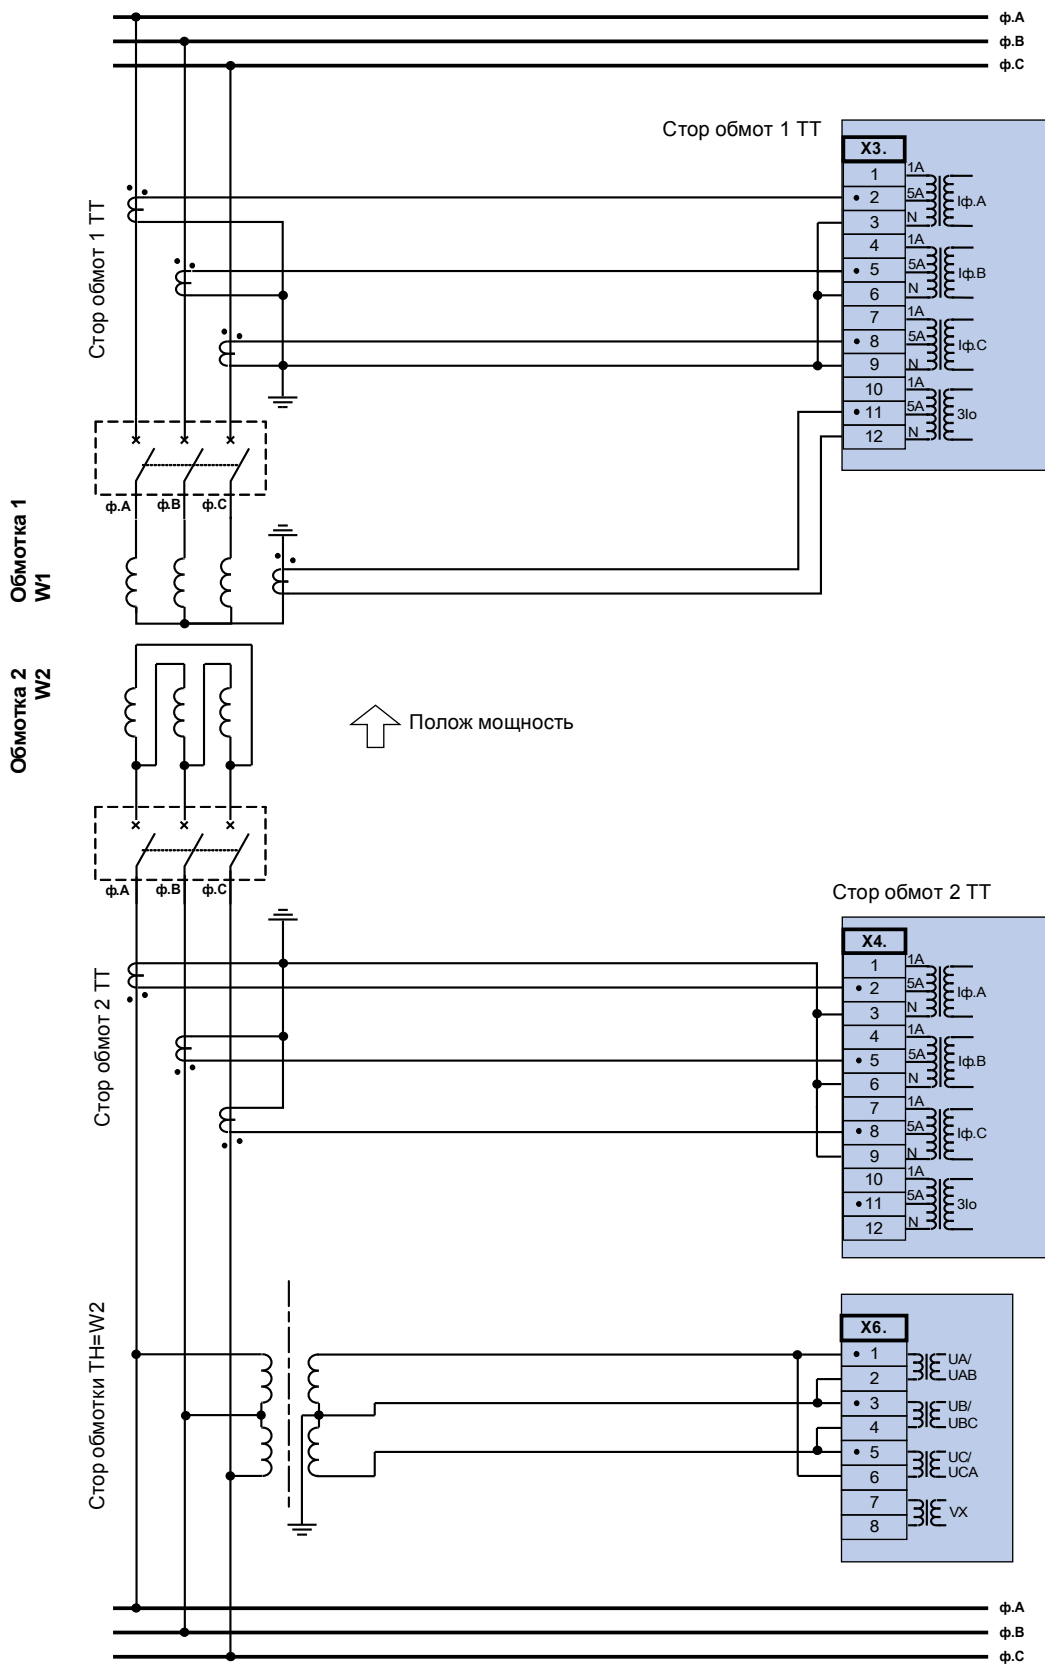 ф.A
ф.B
ф.C
Стор обмот 1 ТТ
X3.
1
2
3
4
5
6
7
8
9
10
11
12
1A
5A
N
Iф.A
1A
5A
N
Iф.B
1A
5A
N
Iф.C
1A
5A
N
3Io
Стор обмот 1 ТТ
ф.A
ф.B
ф.C
Обмотка 1
W1
Обмотка 2
W2
Полож мощность
ф.A
ф.B
ф.C
Стор обмот 2 ТТ
Стор обмот 2 ТТ
X4.
1
2
3
4
5
6
7
8
9
10
11
12
1A
5A
N
Iф.A
1A
5A
N
Iф.B
1A
5A
N
Iф.C
1A
5A
N
3Io
Стор обмотки ТН=W2
X6.
1
2
3
4
5
6
7
8
UA/
UAB
UB/
UBC
UC/
UCA
VX
ф.A
ф.B
ф.C